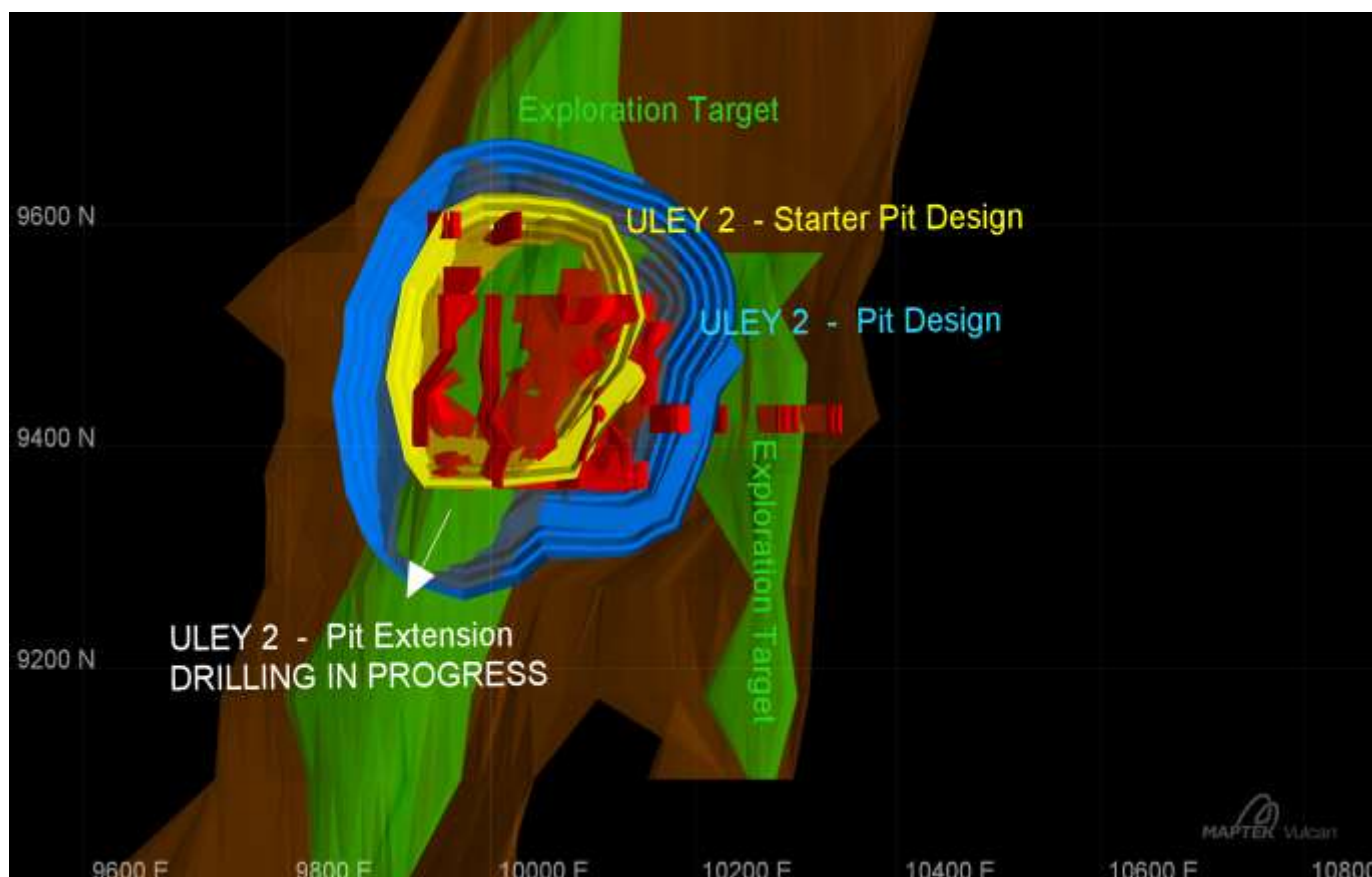 Exploration Target
9600 N
ULEY 2 - Starter Pit Design
ULEY 2 - Pit Design
9400 N
Exploration Target
ULEY 2 - Pit Extension
DRILLING IN PROGRESS
9200 N
MAPTEK Vulcan
9600 E
9800 E
10000 E
10200 E
10400 E
10600 E
10800